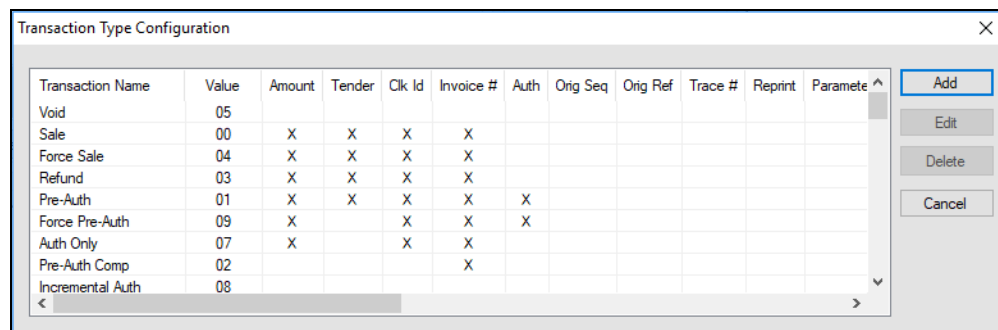 Transaction Type Configuration
Transaction Name Value Amount Tender Clk Id Invoice # Auth Orig Seq Orig Ref Trace # Reprint Paramete
Void 05
Sale 00 X X X X
Force Sale 04 X X X X
Refund 03 X X X X
Pre-Auth 01 X X X X X
Force Pre-Auth 09 X X X X
Auth Only 07 X X X
Pre-Auth Comp 02 X
Incremental Auth 08
Add
Edit
Delete
Cancel